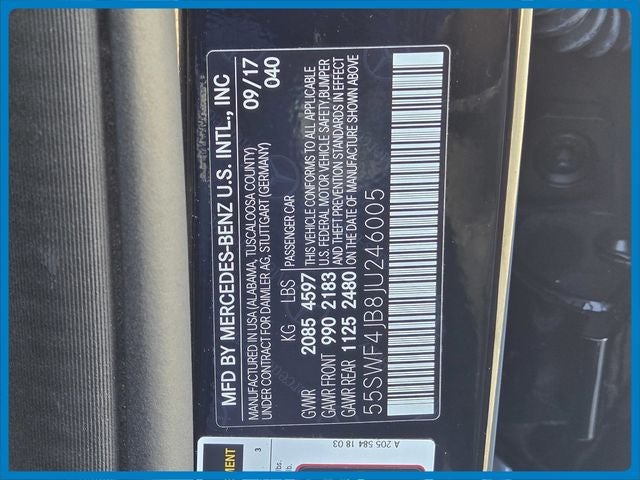 MFD BY MERCEDES-BENZ U.S. INTL., INC
09/17
MANUFACTURED IN USA (ALABAMA, TUSCALOOSA COUNTY)
040
UNDER CONTRACT FOR DAIMLER AG, STUTTGART (GERMANY)
KG LBS PASSENGER CAR
GVWR 2085 4597 THIS VEHICLE CONFORMS TO ALL APPLICABLE
GAWR FRONT 990 2183 U.S. FEDERAL MOTOR VEHICLE SAFETY, BUMPER
GAWR REAR 1125 2480 AND THEFT PREVENTION STANDARDS IN EFFECT
ON THE DATE OF MANUFACTURE SHOWN ABOVE
55SWF4JB8JU246005
A 205 584 18 03
3
lbs.
lb.